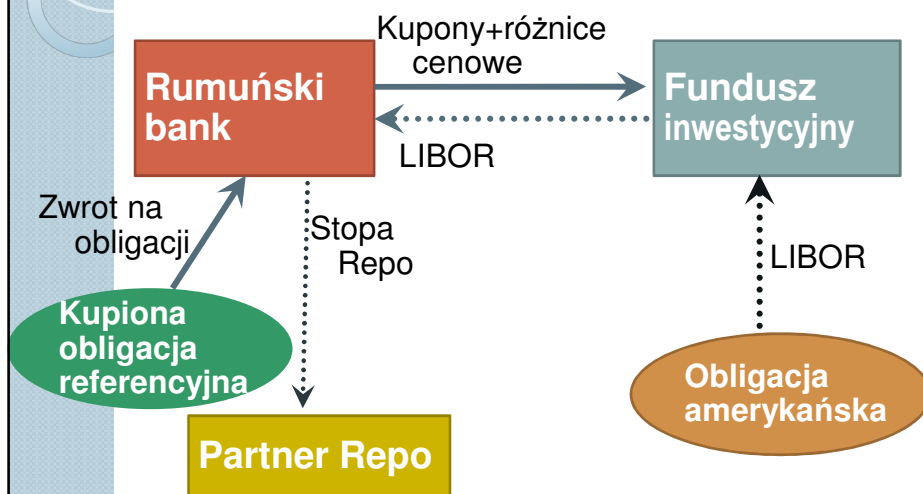 Kupony+różnice
cenowe
Rumuński
bank
Fundusz
inwestycyjny
LIBOR
Zwrot na
obligacji
Stopa
Repo
LIBOR
Kupiona
obligacja
referencyjna
Obligacja
amerykańska
Partner Repo